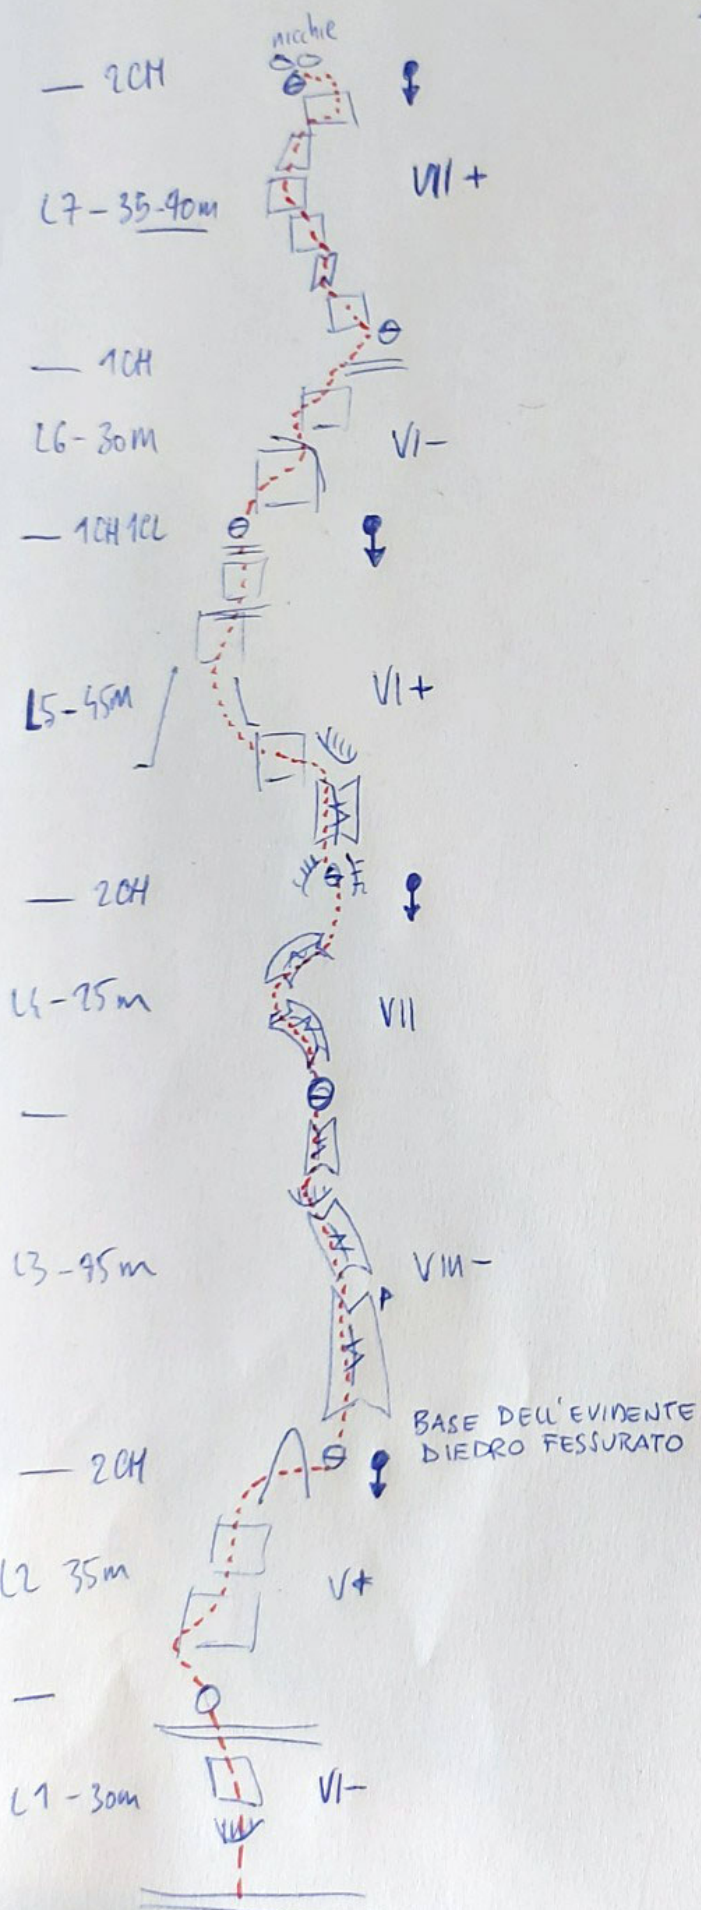 nicchie
— 2CH
VII+
L7-35-40m
— 1CH
L6-30m
VI-
— 1CH 1CL
VI+
L5-45m
— 2CH
L4-25m
VII
—
L3-45m
VIII-
BASE DELL'EVIDENTE
DIEDRO FESSURATO
— 2CH
L2 35m
V+
—
L1-30m
VI-